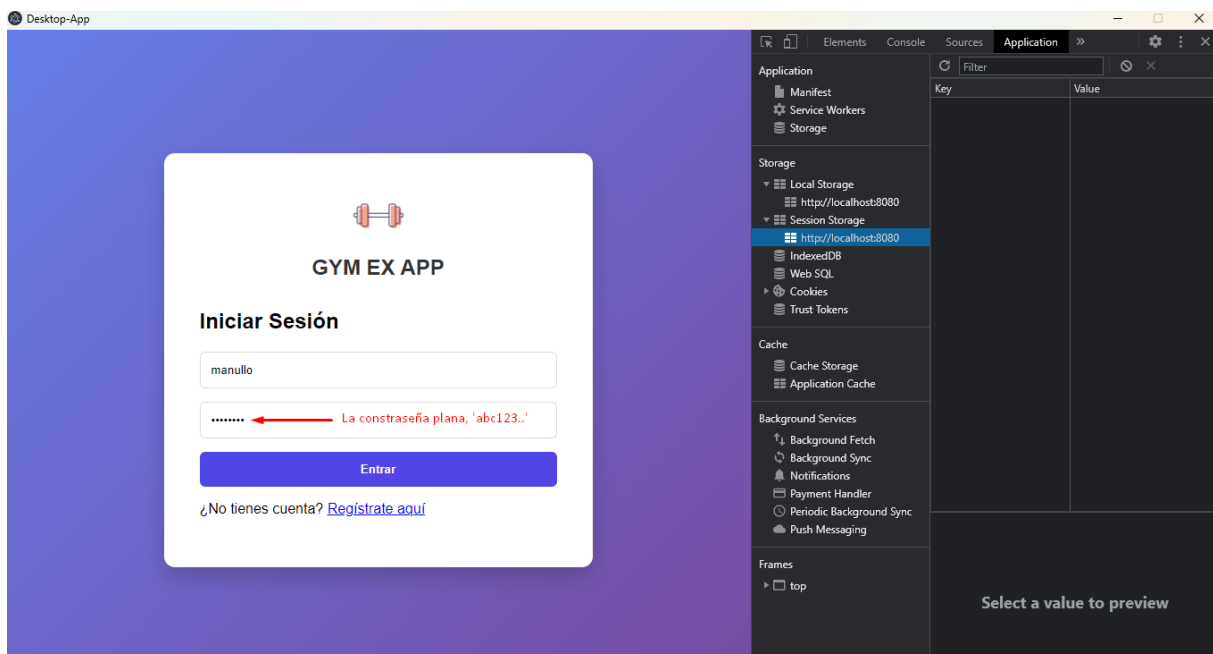 Desktop-App
GYM EX APP
Iniciar Sesión
manullo
La constraseña plana, 'abc123..'
Entrar
¿No tienes cuenta? Regístrate aquí
Elements Console Sources Application
Application
Manifest
Service Workers
Storage
Storage
Local Storage
http://localhost:8080
Session Storage
http://localhost:8080
IndexedDB
Web SQL
Cookies
Trust Tokens
Cache
Cache Storage
Application Cache
Background Services
Background Fetch
Background Sync
Notifications
Payment Handler
Periodic Background Sync
Push Messaging
Frames
top
Filter
Key Value
Select a value to preview